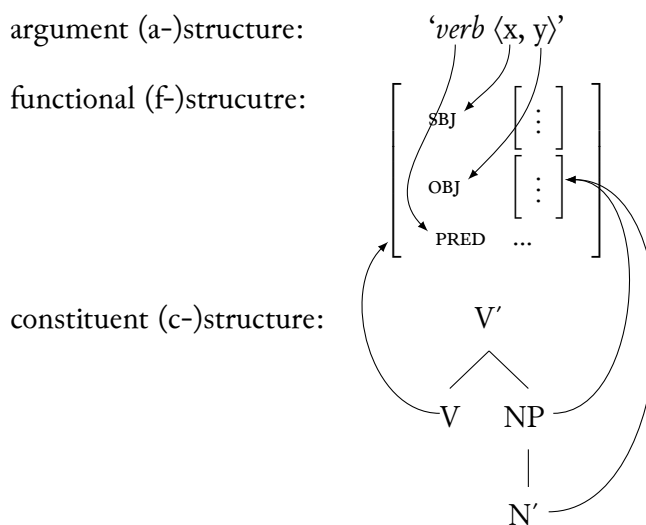 argument (a-)structure: ‘verb ⟨x, y⟩’
functional (f-)strucutre:
SBJ ⋮
OBJ ⋮
PRED ...
constituent (c-)structure: V′
V NP
N′